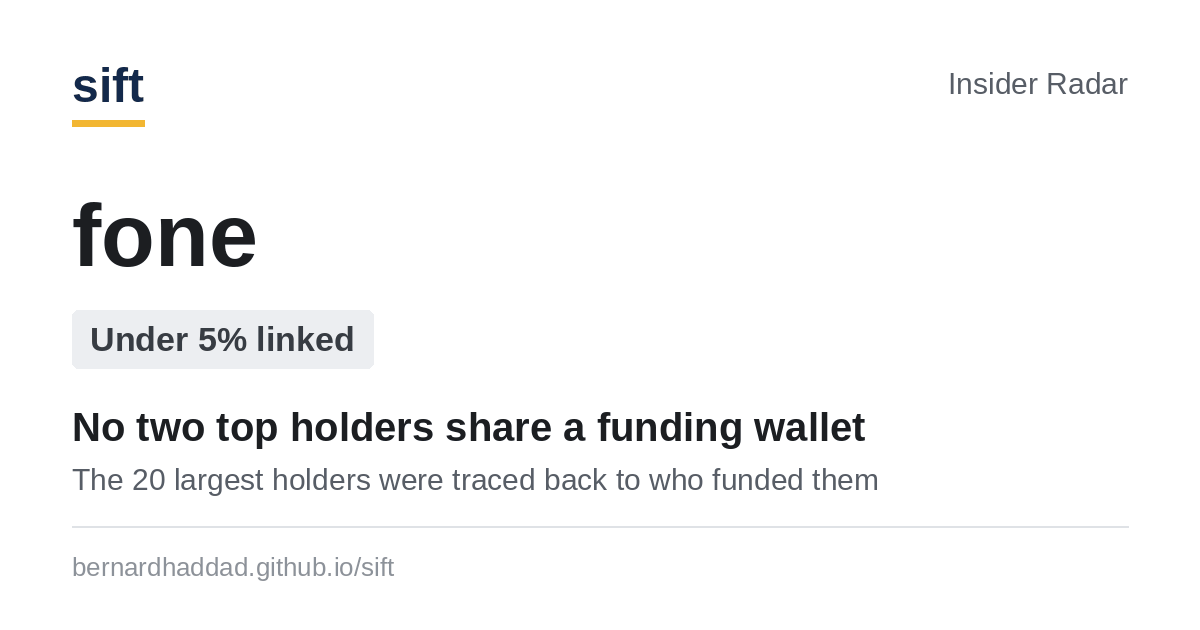 sift
Insider Radar
fone
Under 5% linked
No two top holders share a funding wallet
The 20 largest holders were traced back to who funded them
bernardhaddad.github.io/sift